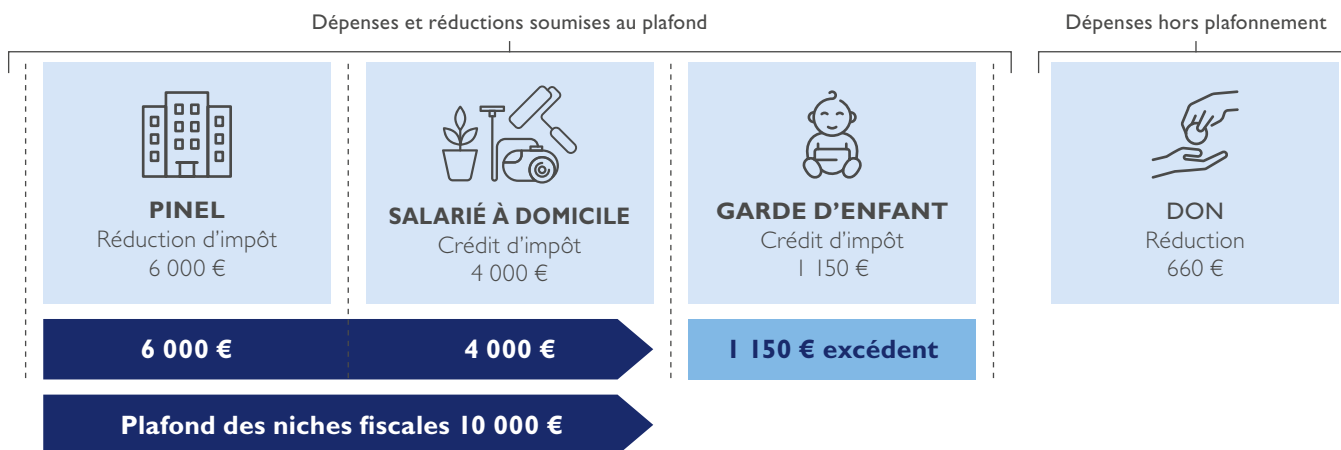 Dépenses et réductions soumises au plafond
Dépenses hors plafonnement
PINEL
Réduction d'impôt
6 000 €
SALARIÉ À DOMICILE
Crédit d'impôt
4 000 €
GARDE D'ENFANT
Crédit d'impôt
1 150 €
DON
Réduction
660 €
6 000 €
4 000 €
1 150 € excédent
Plafond des niches fiscales 10 000 €